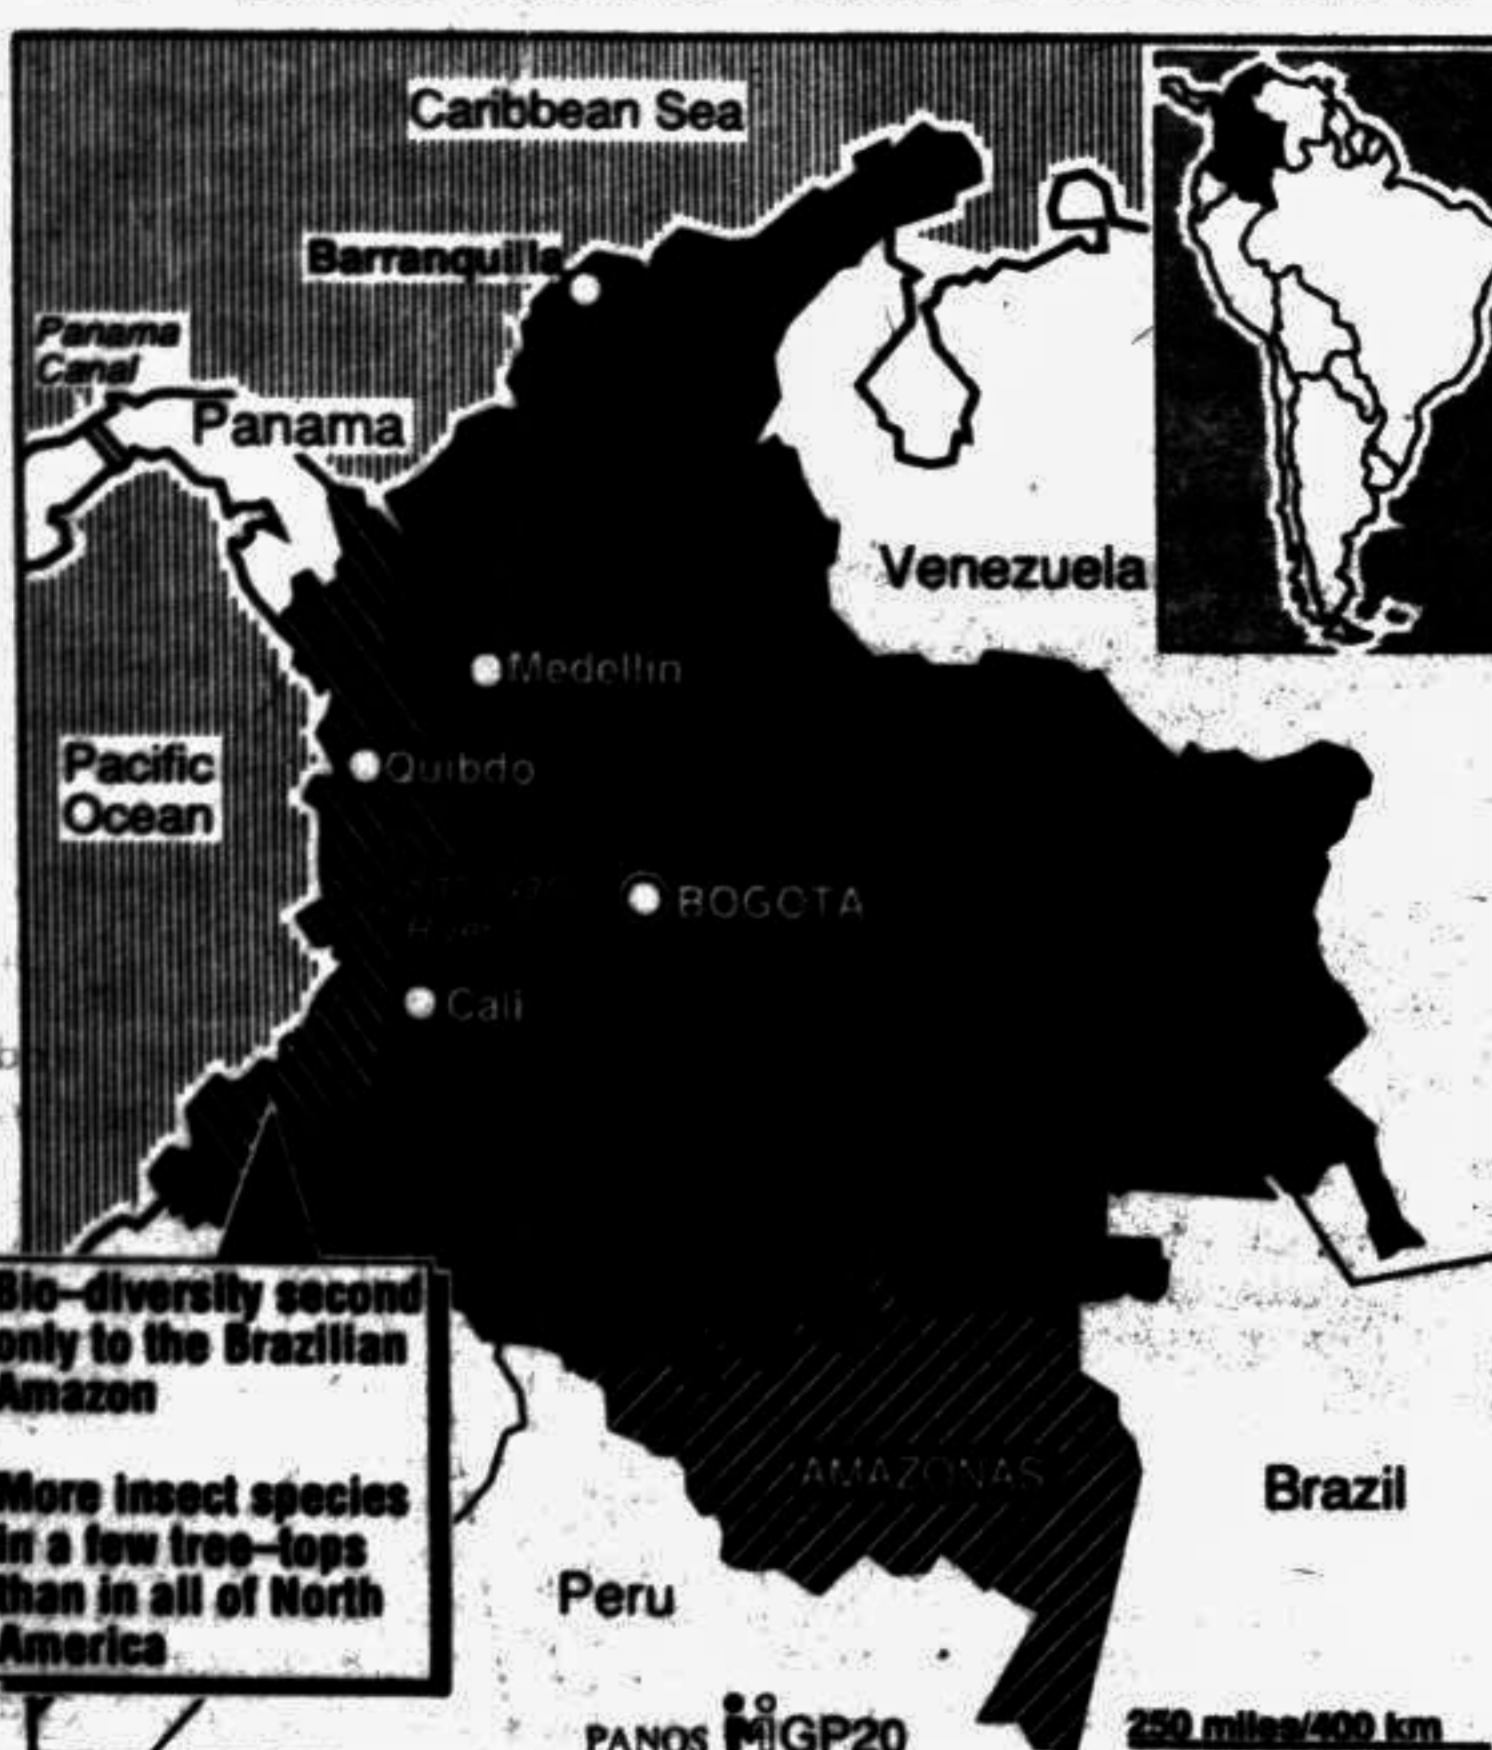 Caribbean Sea
Barranquilla
Panama
Canal
Panama
Venezuela
Medellin
Pacific
Ocean
Quibdo
River
BOGOTA
Cali
Bio-diversity second
only to the Brazilian
Amazon
More insect species
in a few tree-tops
than in all of North
America
AMAZONAS
Brazil
Peru
PANOS GP20
250 miles/400 km